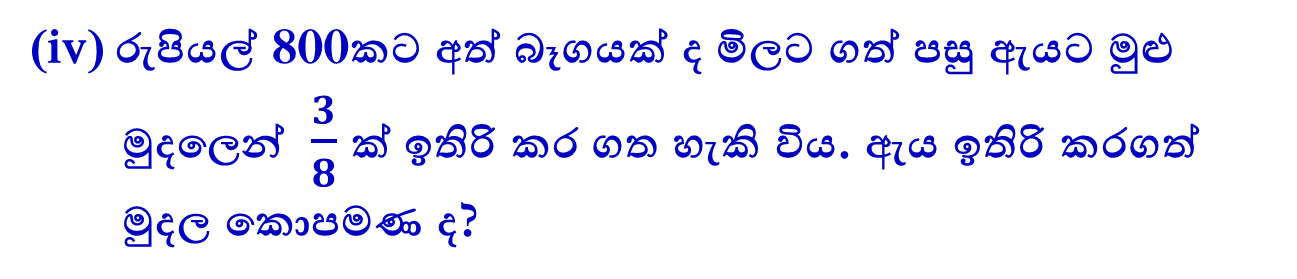 (iv) රුපියල් 800කට අත් බෑගයක් ද මිලට ගත් පසු ඇයට මුළු
මුදලෙන් 3/8 ක් ඉතිරි කර ගත හැකි විය. ඇය ඉතිරි කරගත්
මුදල කොපමණ ද?